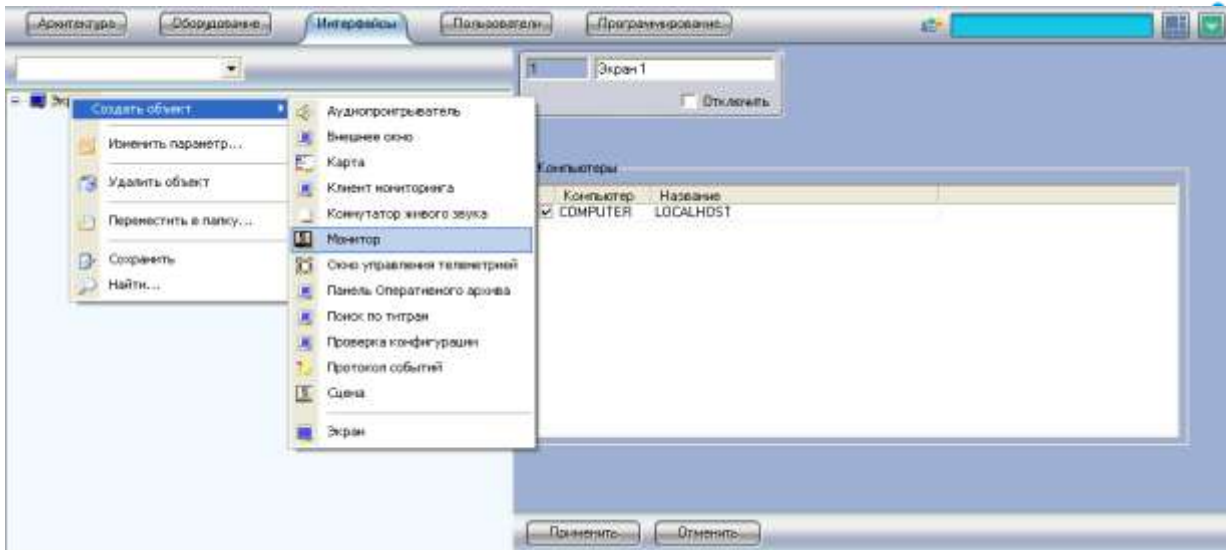 Архитектура Оборудование Интерфейсы Пользователи Программирование
1 Экран 1
Отключить
Создать объект
Изменить параметр...
Удалить объект
Переместить в папку...
Сохранить
Найти...
Аудиопроигрыватель
Внешнее окно
Карта
Клиент мониторинга
Коммутатор живого звука
Монитор
Окно управления телеметрией
Панель Оперативного архива
Поиск по титрам
Проверка конфигурации
Протокол событий
Сцена
Экран
Компьютеры
Компьютер Название
COMPUTER LOCALHOST
Применить Отменить